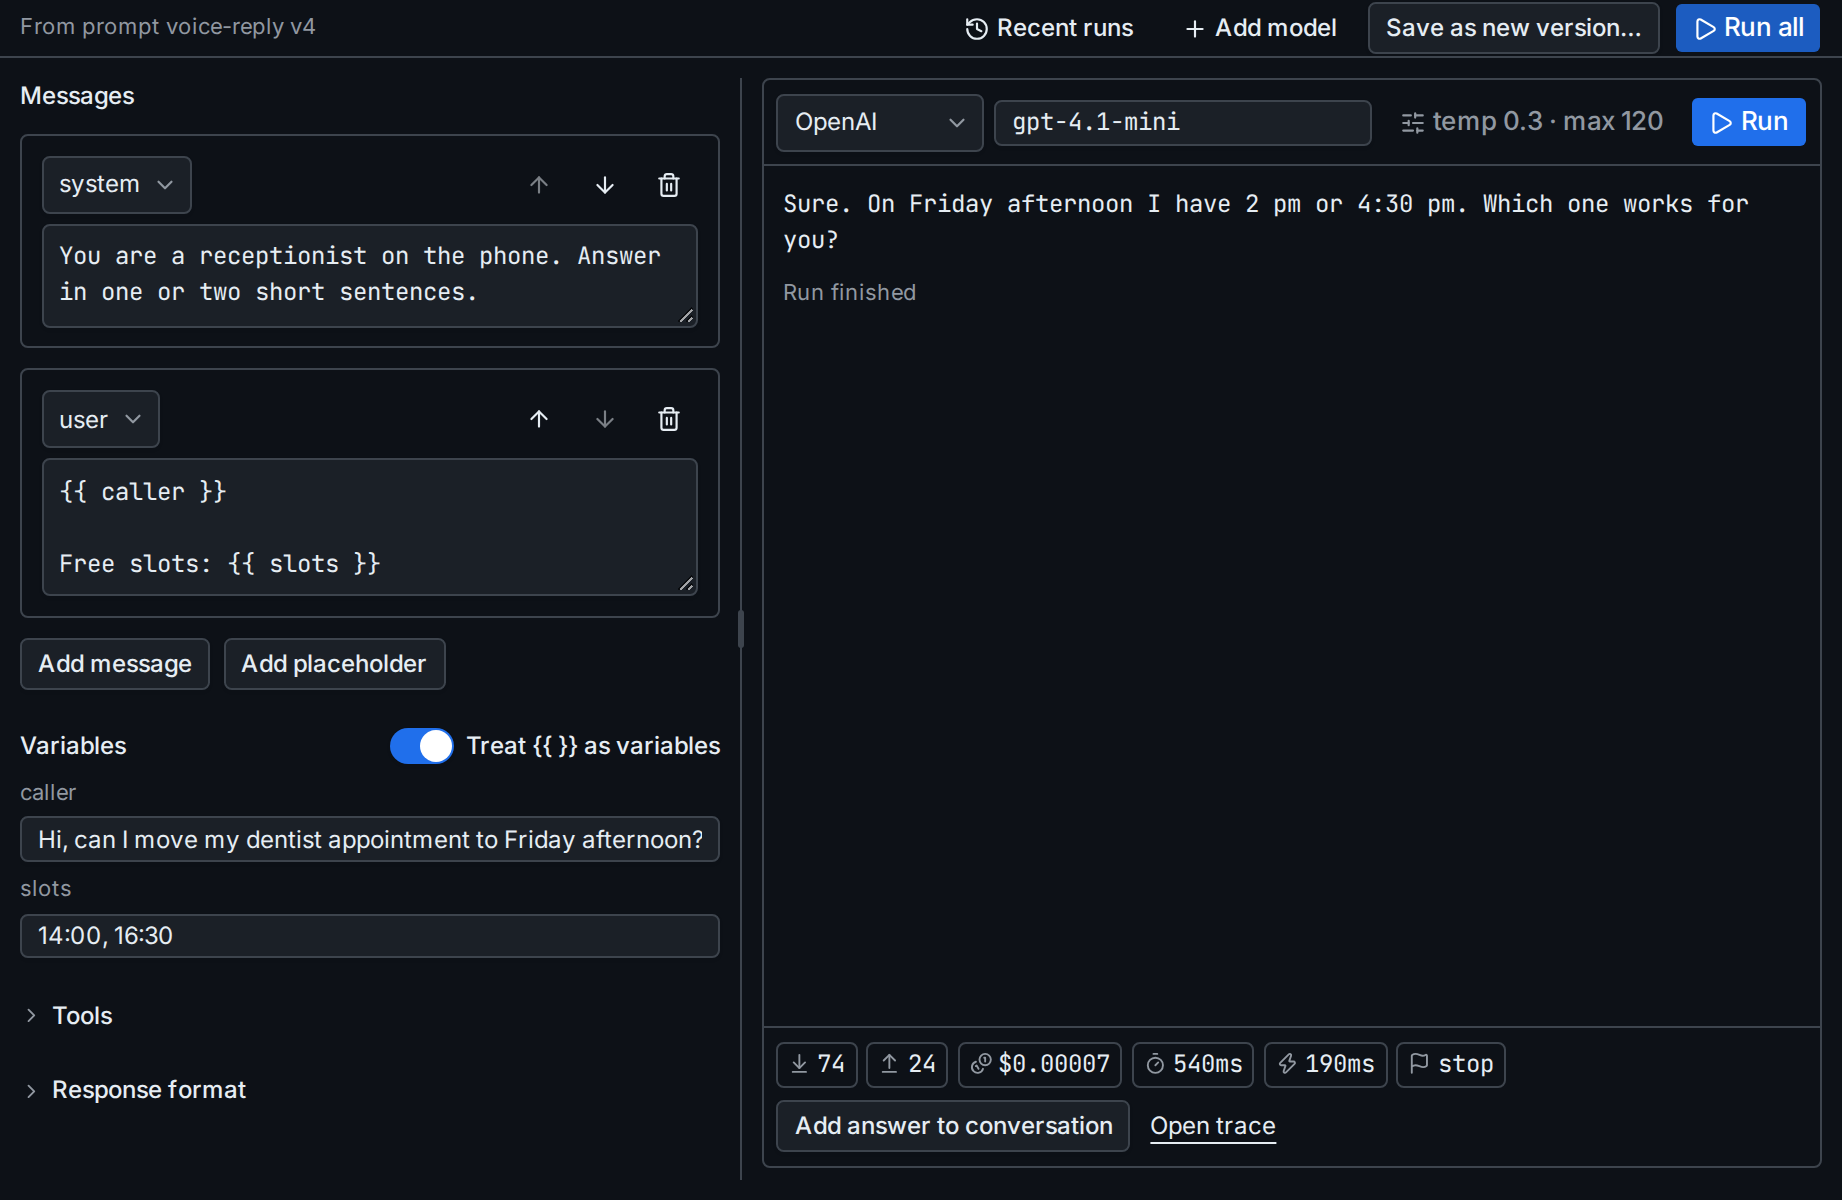 From prompt voice-reply v4
Recent runs
Add model
Save as new version...
Run all
Messages
system
You are a receptionist on the phone. Answer
in one or two short sentences.
user
{{ caller }}
Free slots: {{ slots }}
Add message
Add placeholder
Variables
Treat {{ }} as variables
caller
Hi, can I move my dentist appointment to Friday afternoon?
slots
14:00, 16:30
Tools
Response format
OpenAI
gpt-4.1-mini
temp 0.3 · max 120
Run
Sure. On Friday afternoon I have 2 pm or 4:30 pm. Which one works for
you?
Run finished
74
24
$0.00007
540ms
190ms
stop
Add answer to conversation
Open trace